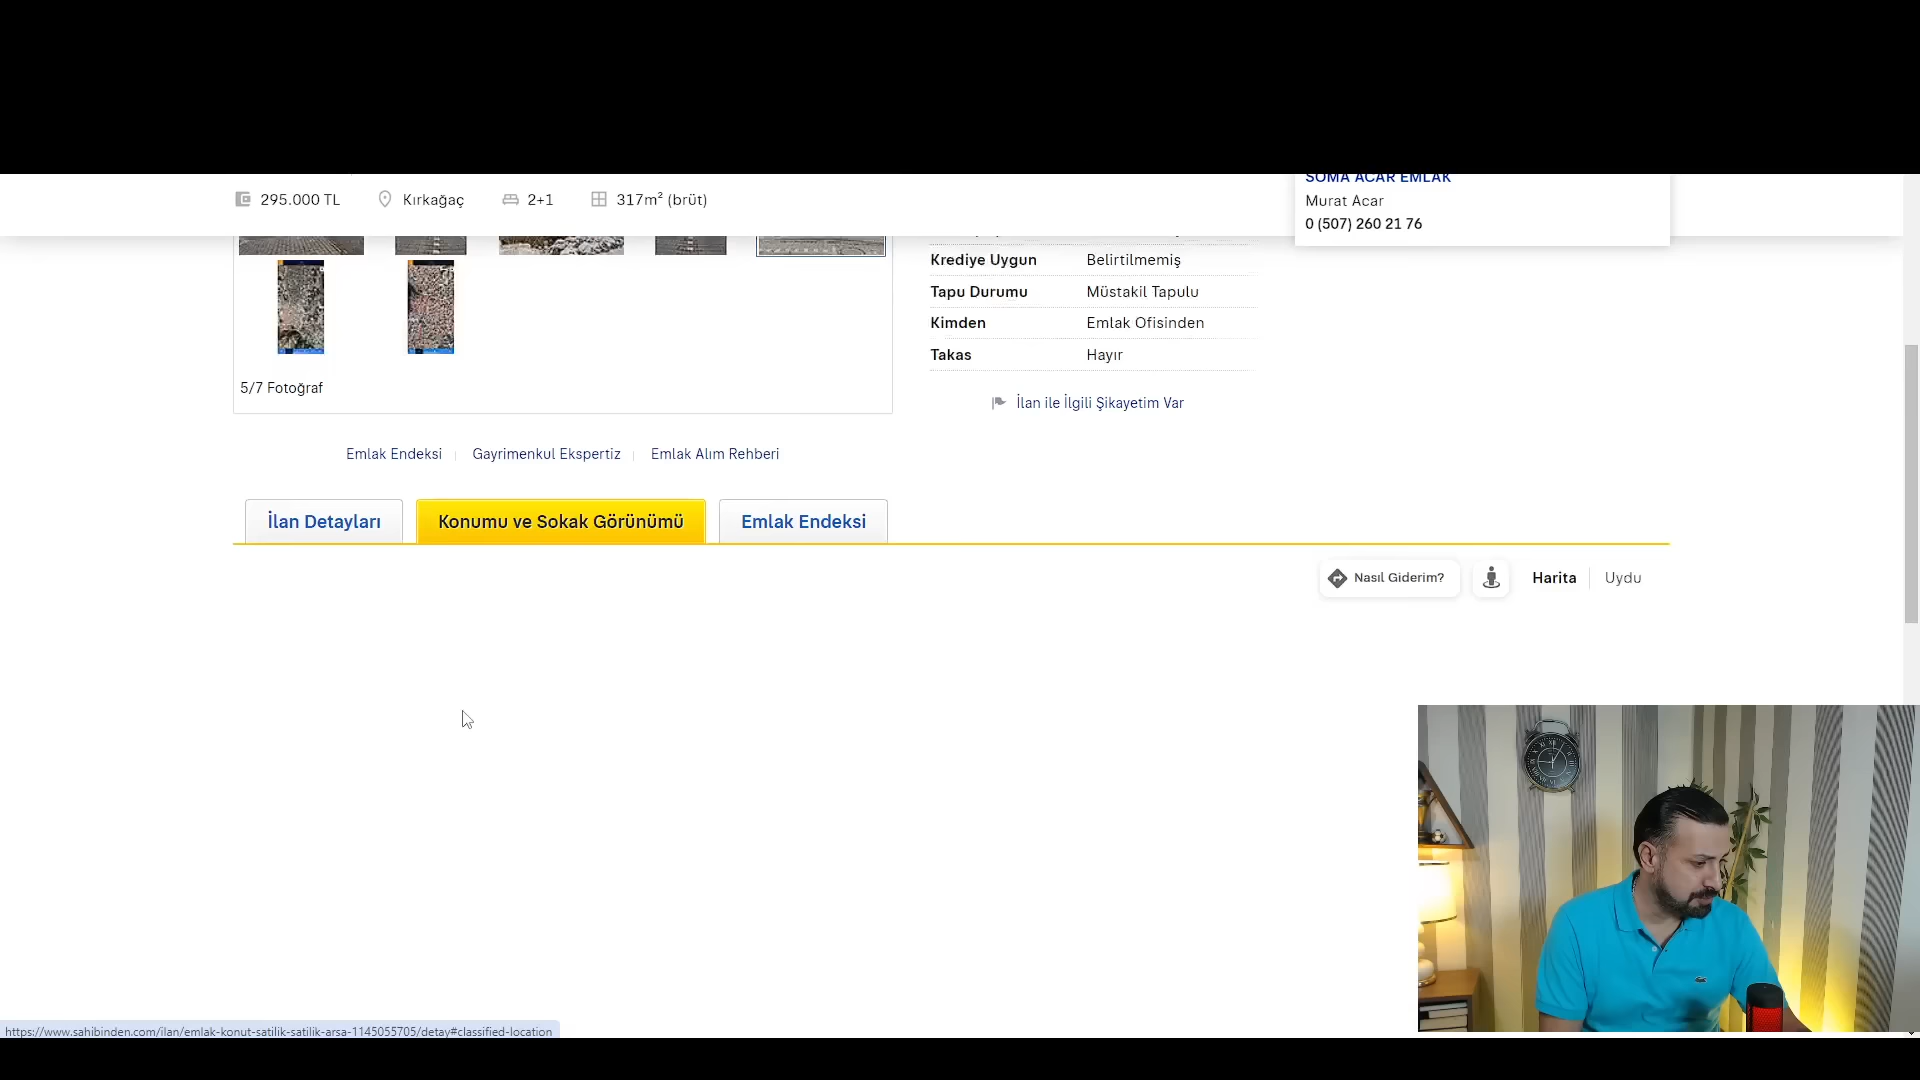 SOMA ACAR EMLAK
295.000 TL Kırkağaç 2+1 317m² (brüt)
Murat Acar
0 (507) 260 21 76
Krediye Uygun Belirtilmemiş
Tapu Durumu Müstakil Tapulu
Kimden Emlak Ofisinden
Takas Hayır
5/7 Fotoğraf
İlan ile İlgili Şikayetim Var
Emlak Endeksi Gayrimenkul Ekspertiz Emlak Alım Rehberi
İlan Detayları Konumu ve Sokak Görünümü Emlak Endeksi
Nasıl Giderim? Harita Uydu
https://www.sahibinden.com/ilan/emlak-konut-satilik-satilik-arsa-1145055705/detay#classified-location